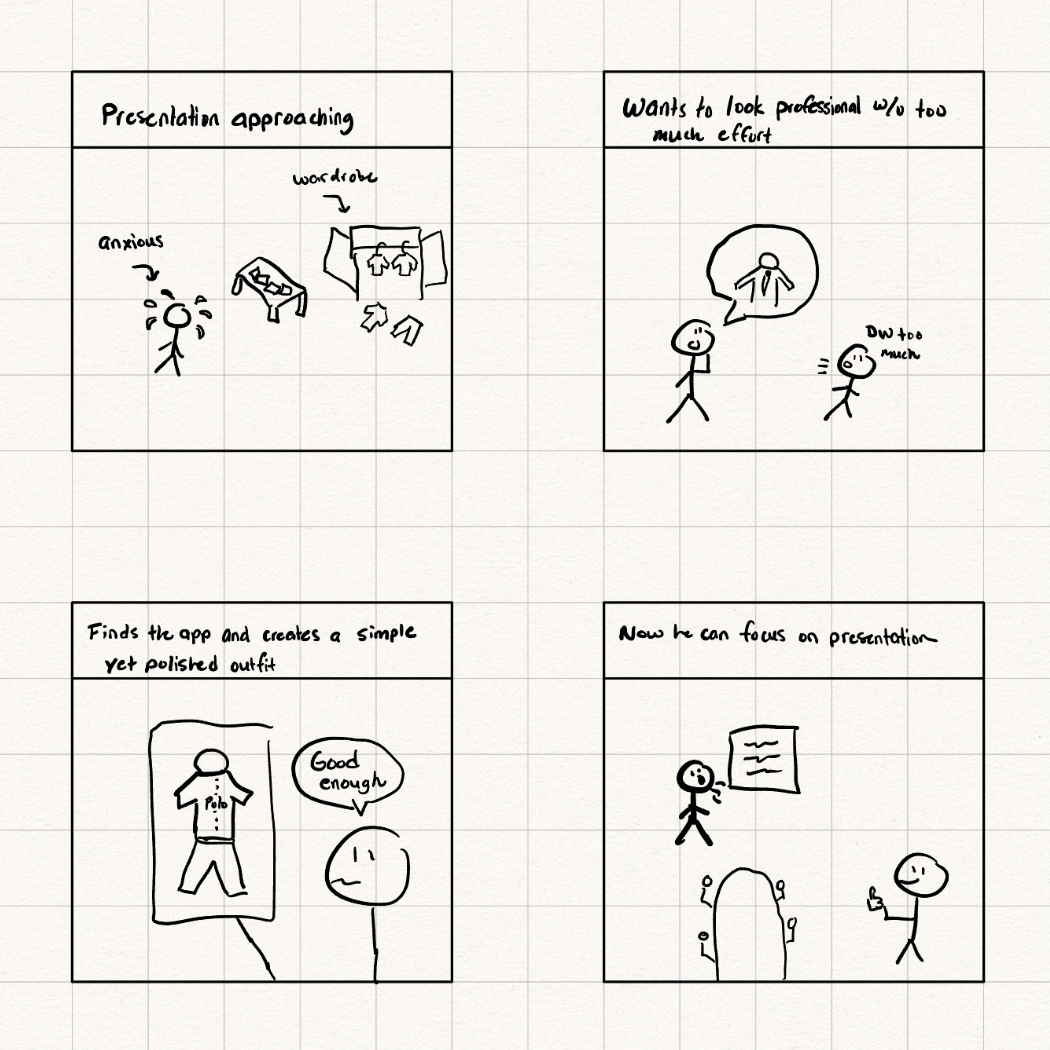 Presentation approaching
wardrobe
anxious
Wants to look professional w/o too
much effort
DW too
much
Finds the app and creates a simple
yet polished outfit
Polo
Good
enough
Now he can focus on presentation